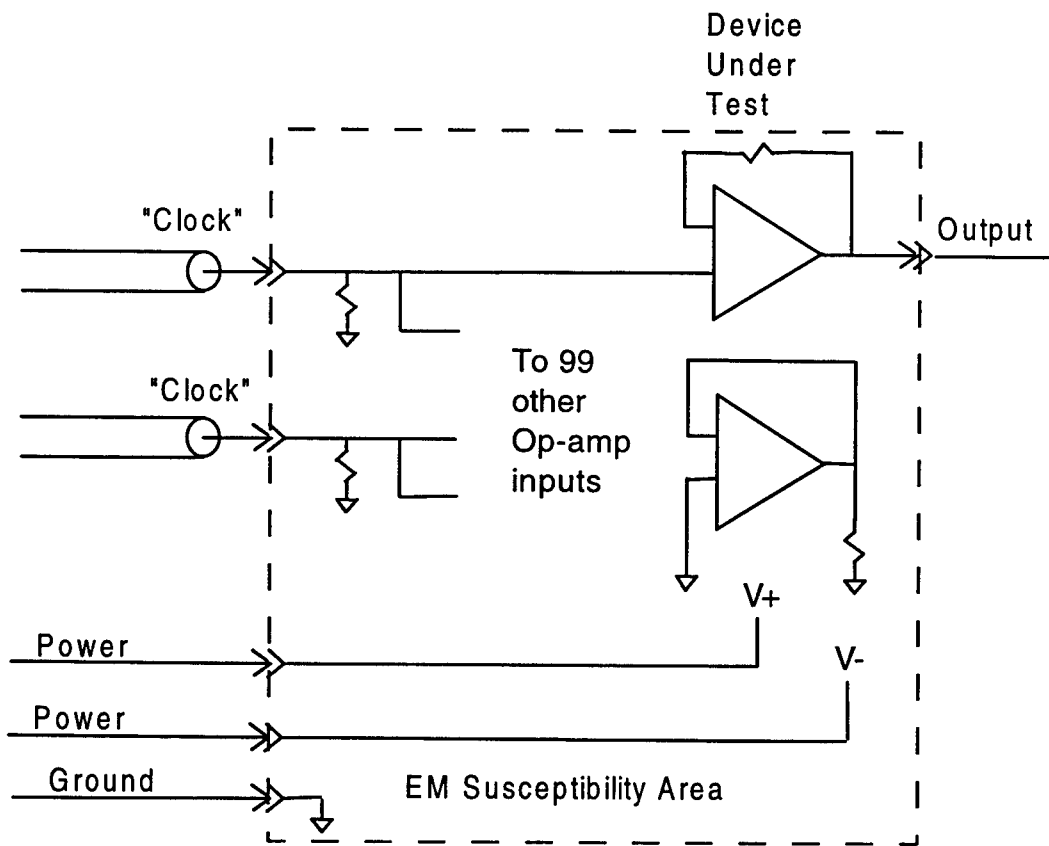 Device
Under
Test
"Clock"
Output
"Clock"
To 99
other
Op-amp
inputs
V+
Power
V-
Power
Ground
EM Susceptibility Area